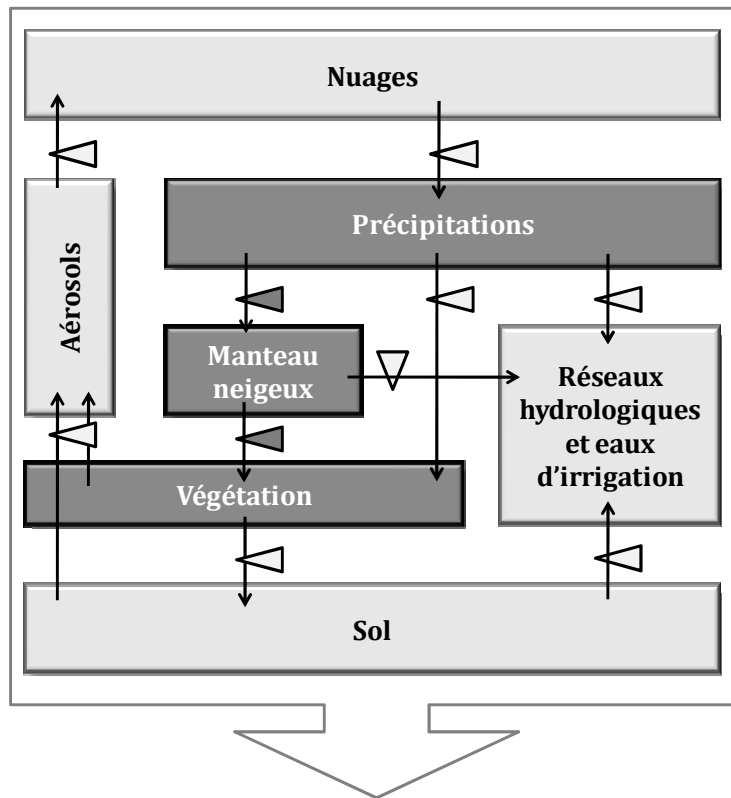 Nuages
Précipitations
Aérosols
Manteau
neigeux
Réseaux
hydrologiques
et eaux
d'irrigation
Végétation
Sol